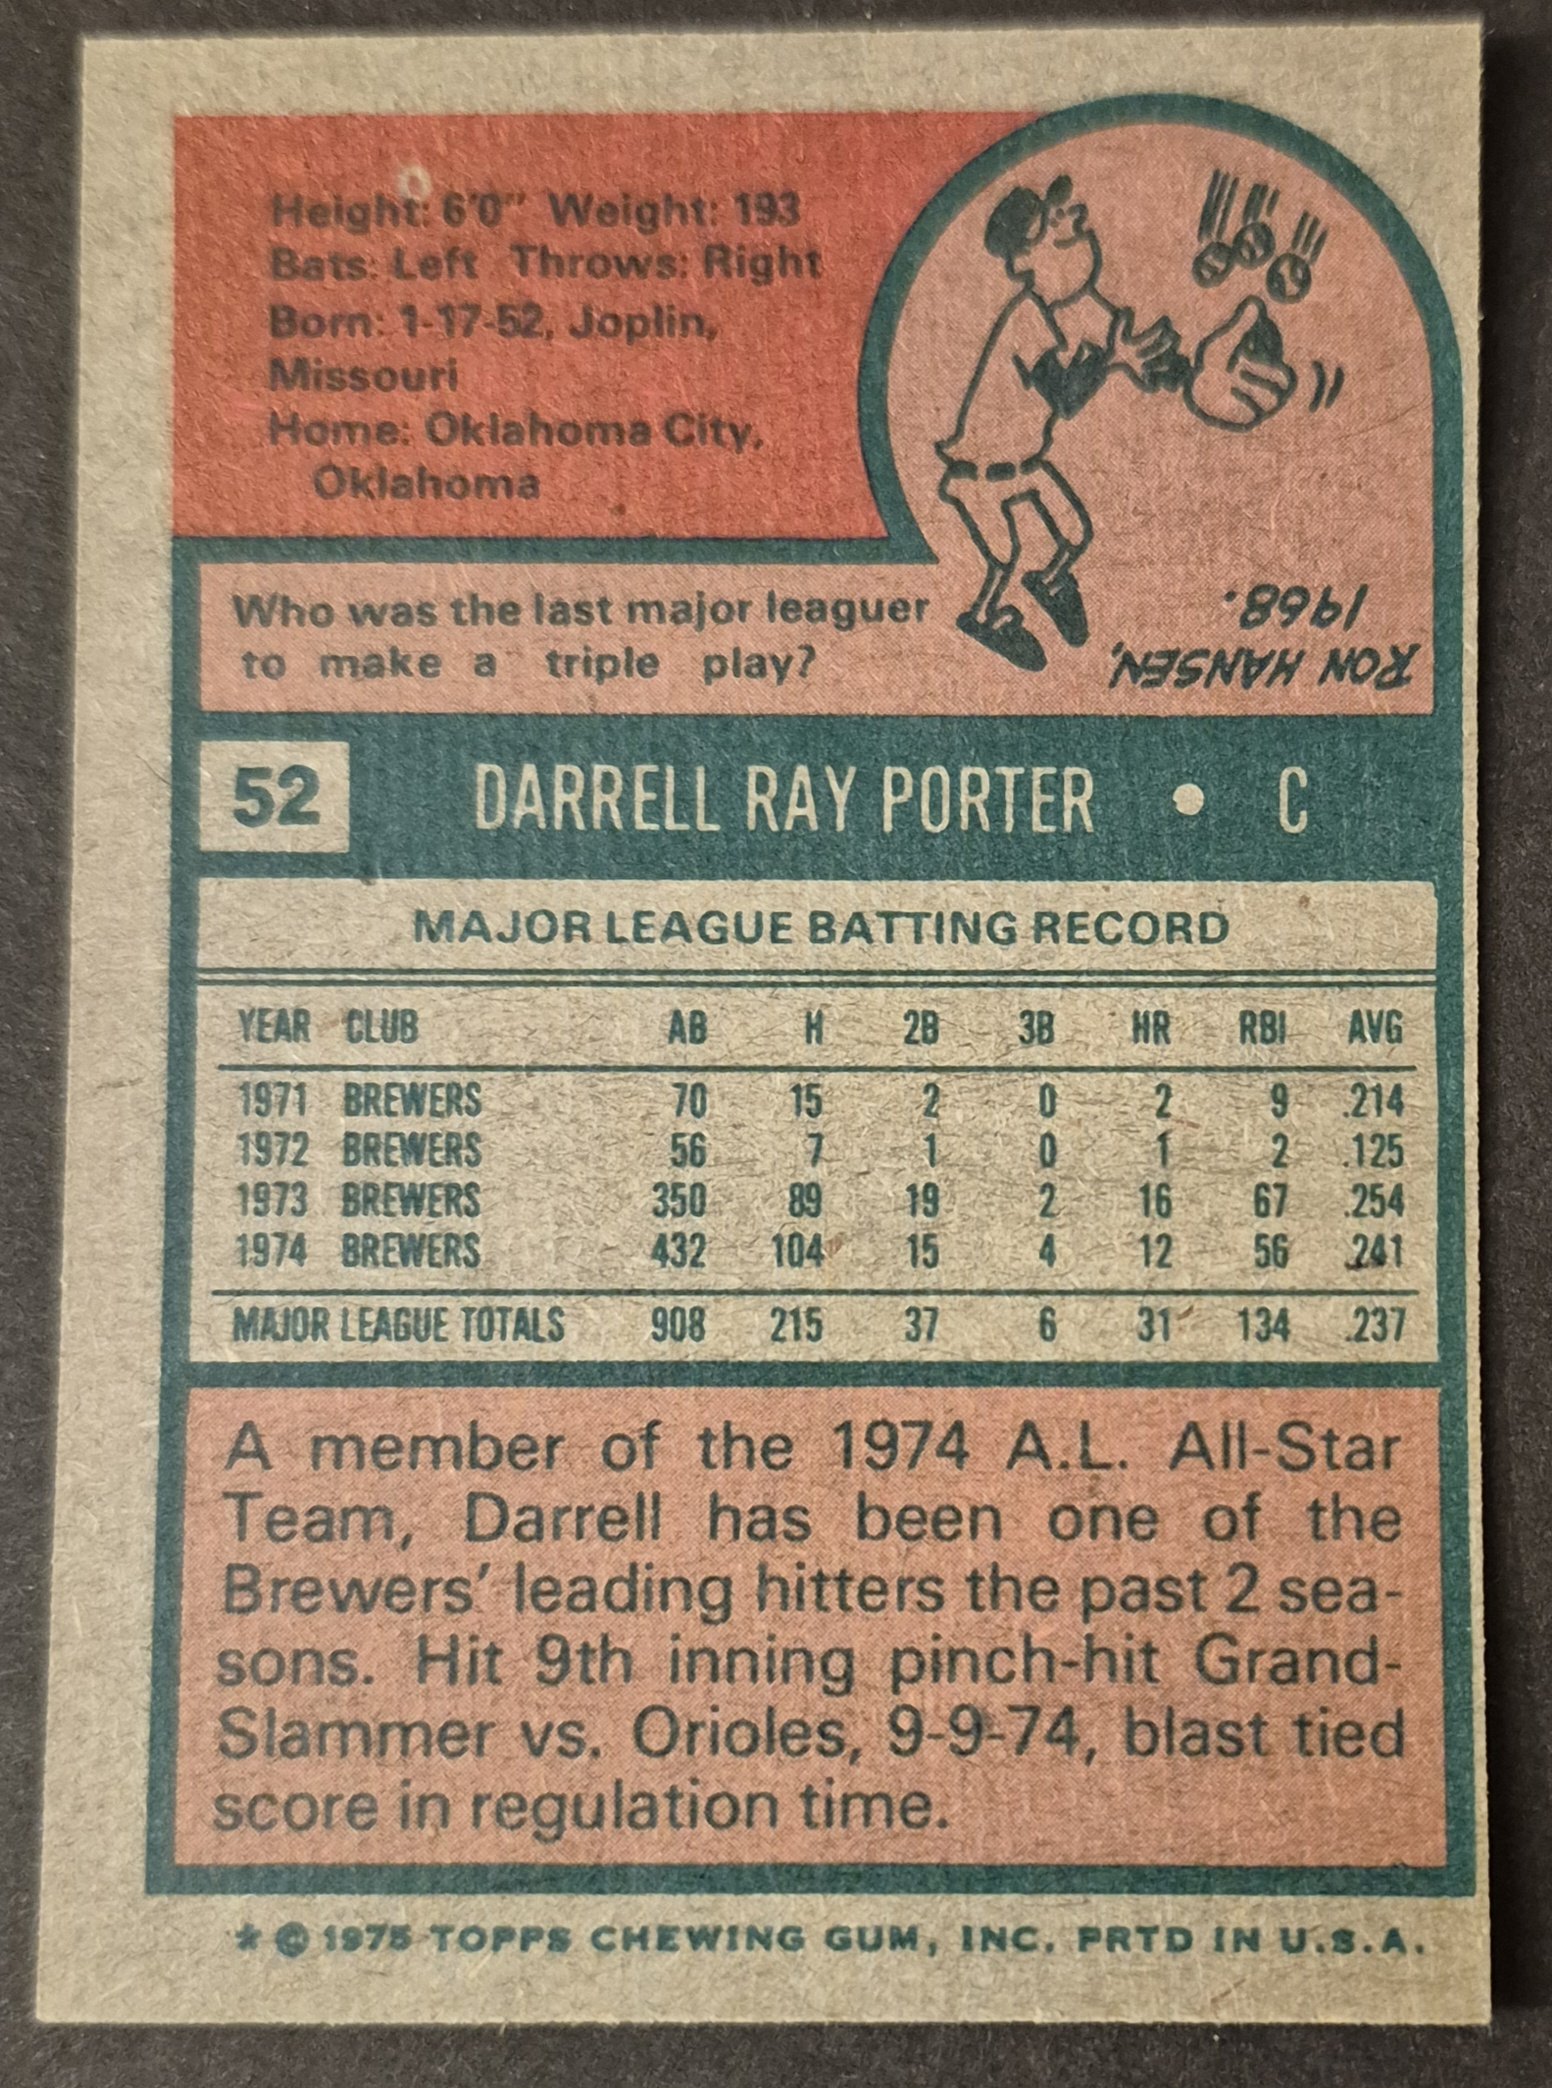 Height: 6'0" Weight: 193
Bats: Left Throws: Right
Born: 1-17-52, Joplin,
Missouri
Home: Oklahoma City,
Oklahoma
Who was the last major leaguer
to make a triple play?
RON HANSEN,
1968.
52 DARRELL RAY PORTER • C
MAJOR LEAGUE BATTING RECORD
YEAR CLUB AB H 2B 3B HR RBI AVG
1971 BREWERS 70 15 2 0 2 9 .214
1972 BREWERS 56 7 1 0 1 2 .125
1973 BREWERS 350 89 19 2 16 67 .254
1974 BREWERS 432 104 15 4 12 56 .241
MAJOR LEAGUE TOTALS 908 215 37 6 31 134 .237
A member of the 1974 A.L. All-Star
Team, Darrell has been one of the
Brewers' leading hitters the past 2 sea-
sons. Hit 9th inning pinch-hit Grand-
Slammer vs. Orioles, 9-9-74, blast tied
score in regulation time.
* © 1975 TOPPS CHEWING GUM, INC. PRTD IN U.S.A.